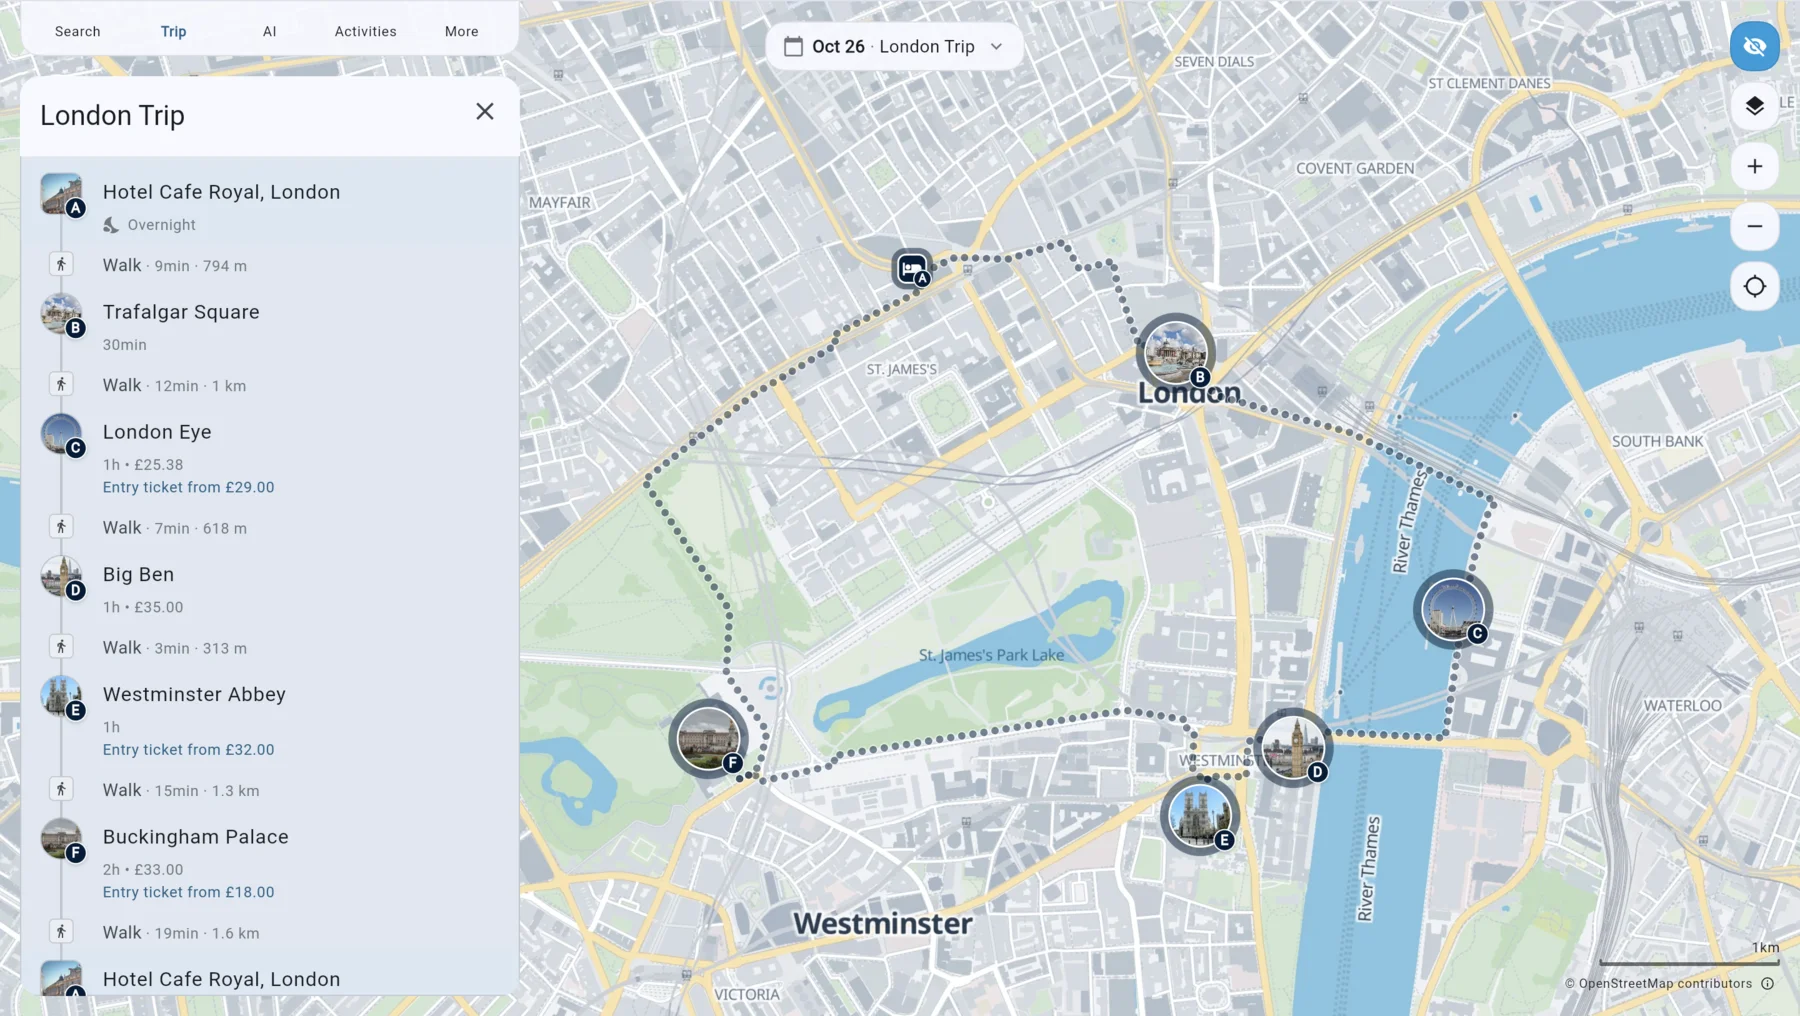 Search
Trip
AI
Activities
More
Oct 26 · London Trip
London Trip
Hotel Cafe Royal, London
A
Overnight
Walk · 9min · 794 m
Trafalgar Square
B
30min
Walk · 12min · 1 km
London Eye
C
1h • £25.38
Entry ticket from £29.00
Walk · 7min · 618 m
Big Ben
D
1h • £35.00
Walk · 3min · 313 m
Westminster Abbey
E
1h
Entry ticket from £32.00
Walk · 15min · 1.3 km
Buckingham Palace
F
2h • £33.00
Entry ticket from £18.00
Walk · 19min · 1.6 km
Hotel Cafe Royal, London
A
SEVEN DIALS
ST CLEMENT DANES
LE
COVENT GARDEN
MAYFAIR
A
ST. JAMES'S
B
London
SOUTH BANK
River Thames
C
St. James's Park Lake
WATERLOO
F
WESTMINST
D
E
River Thames
Westminster
VICTORIA
1km
© OpenStreetMap contributors